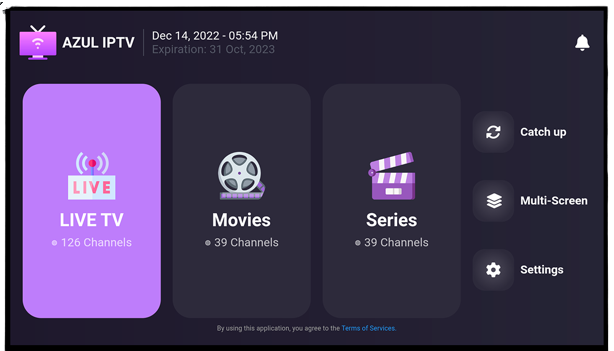 AZUL IPTV
Dec 14, 2022 - 05:54 PM
Expiration: 31 Oct, 2023
LIVE
LIVE TV
126 Channels
Movies
39 Channels
Series
39 Channels
Catch up
Multi-Screen
Settings
By using this application, you agree to the Terms of Services.